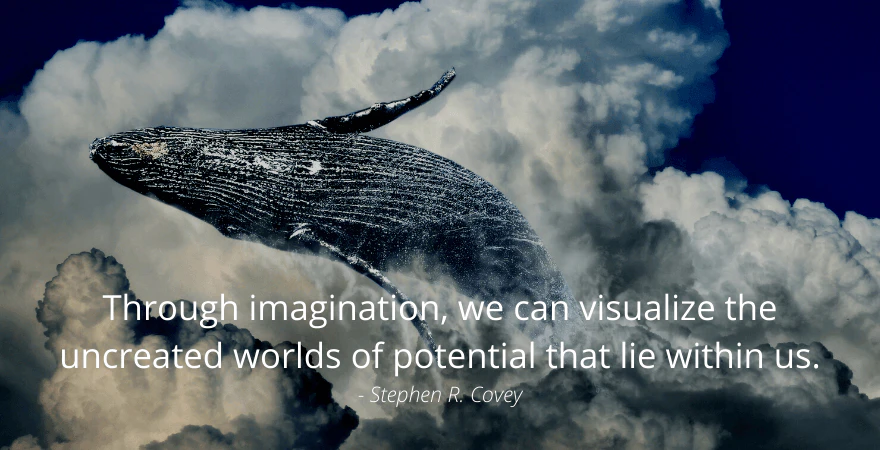 Through imagination, we can visualize the
uncreated worlds of potential that lie within us.
- Stephen R. Covey